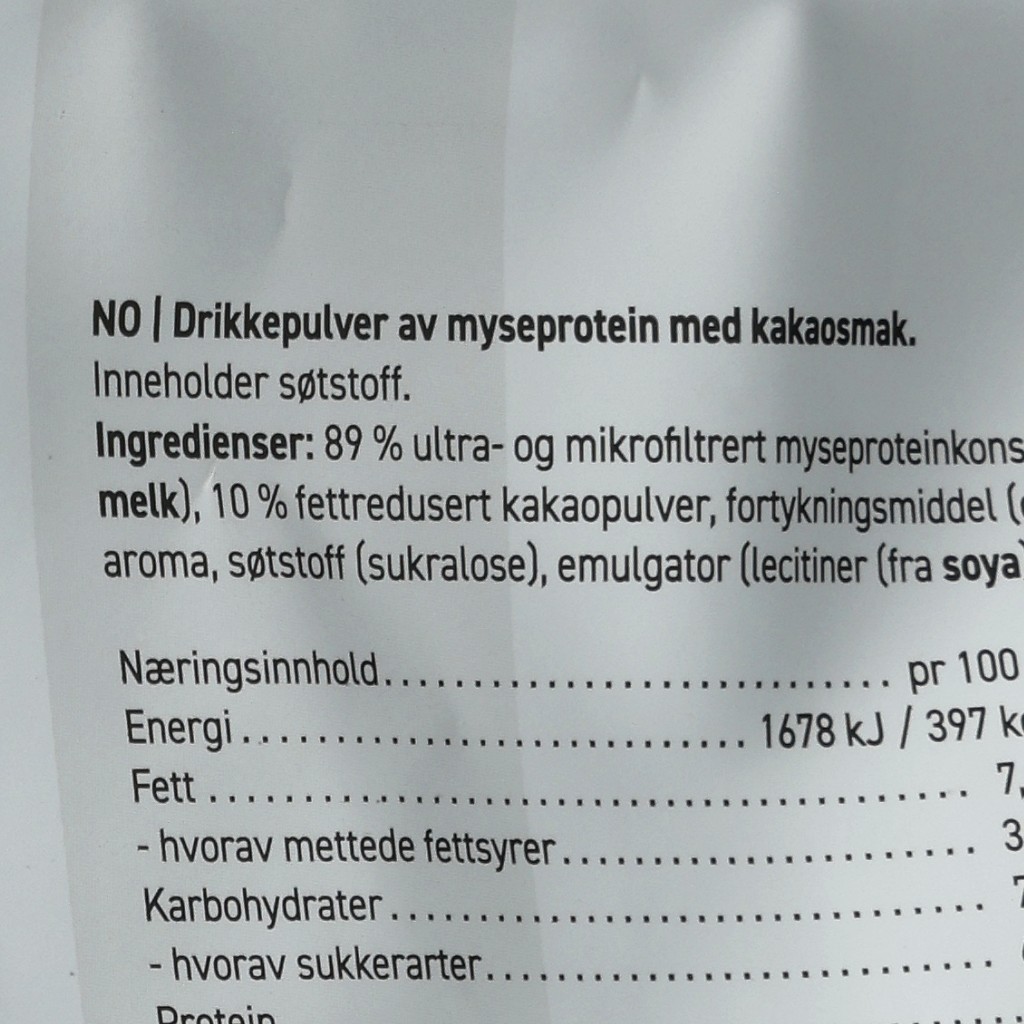 NO | Drikkepulver av myseprotein med kakaosmak.
Inneholder søtstoff.
Ingredienser: 89 % ultra- og mikrofiltrert myseproteinkons
melk), 10 % fettredusert kakaopulver, fortykningsmiddel (
aroma, søtstoff (sukralose), emulgator (lecitiner (fra soya)
Næringsinnhold............................ pr 100
Energi............................ 1678 kJ / 397 k
Fett........................................ 7,
- hvorav mettede fettsyrer........................ 3
Karbohydrater................................ 7
- hvorav sukkerarter............................
Protein